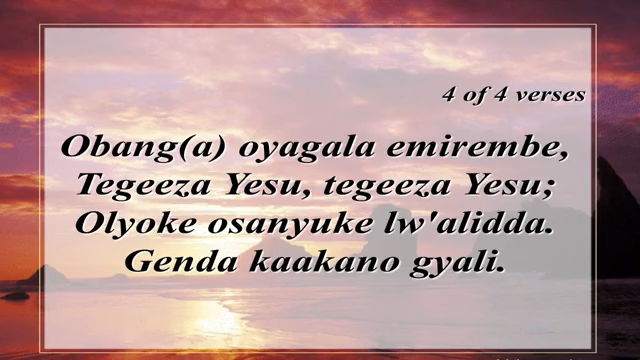 4 of 4 verses
Obang(a) oyagala emirembe,
Tegeeza Yesu, tegeeza Yesu;
Olyoke osanyuke lw'alidda.
Genda kaakano gyali.